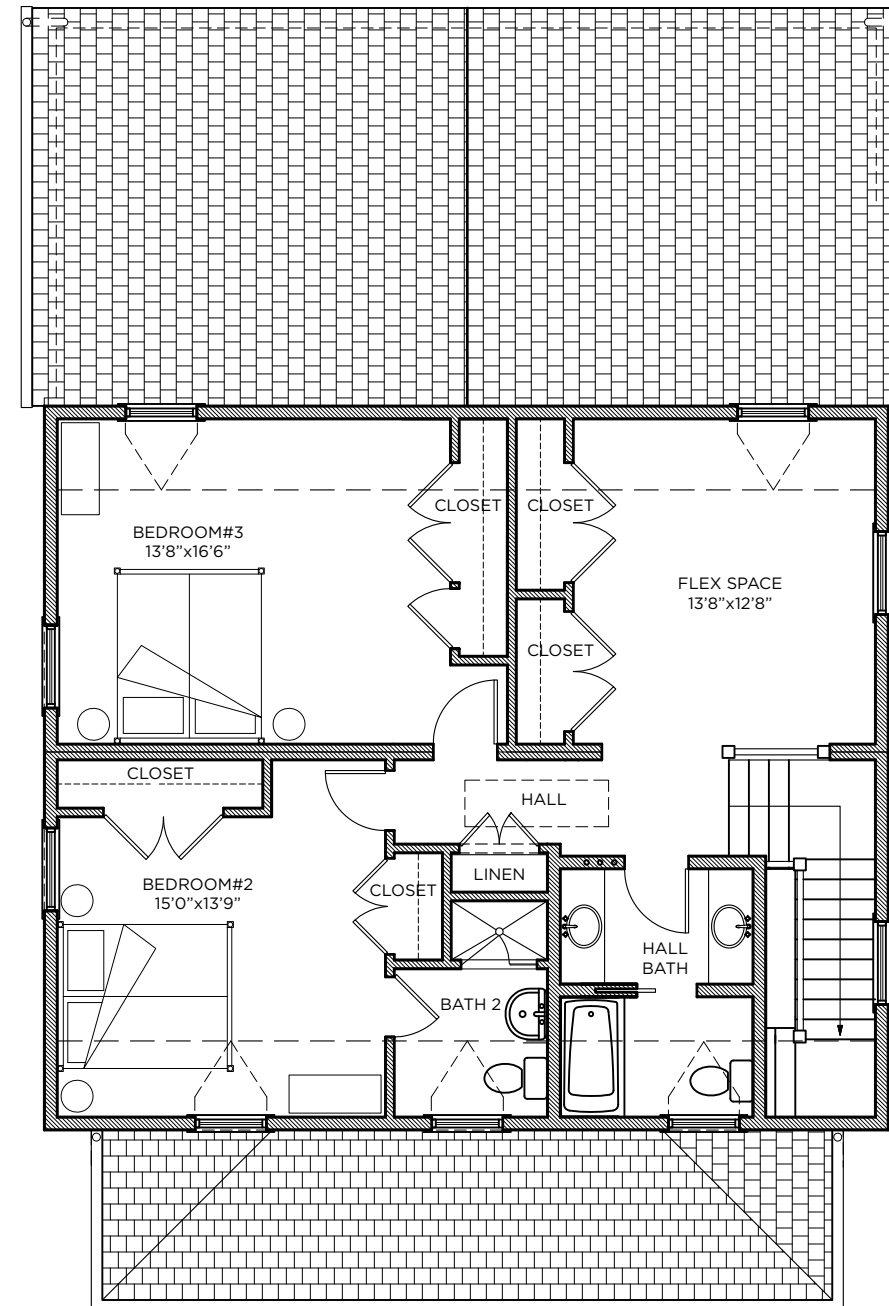 CLOSET
CLOSET
BEDROOM#3
13'8”x16'6”
FLEX SPACE
13'8”x12'8”
CLOSET
CLOSET
HALL
LINEN
BEDROOM#2
15'0”x13'9”
CLOSET
HALL
BATH
BATH 2